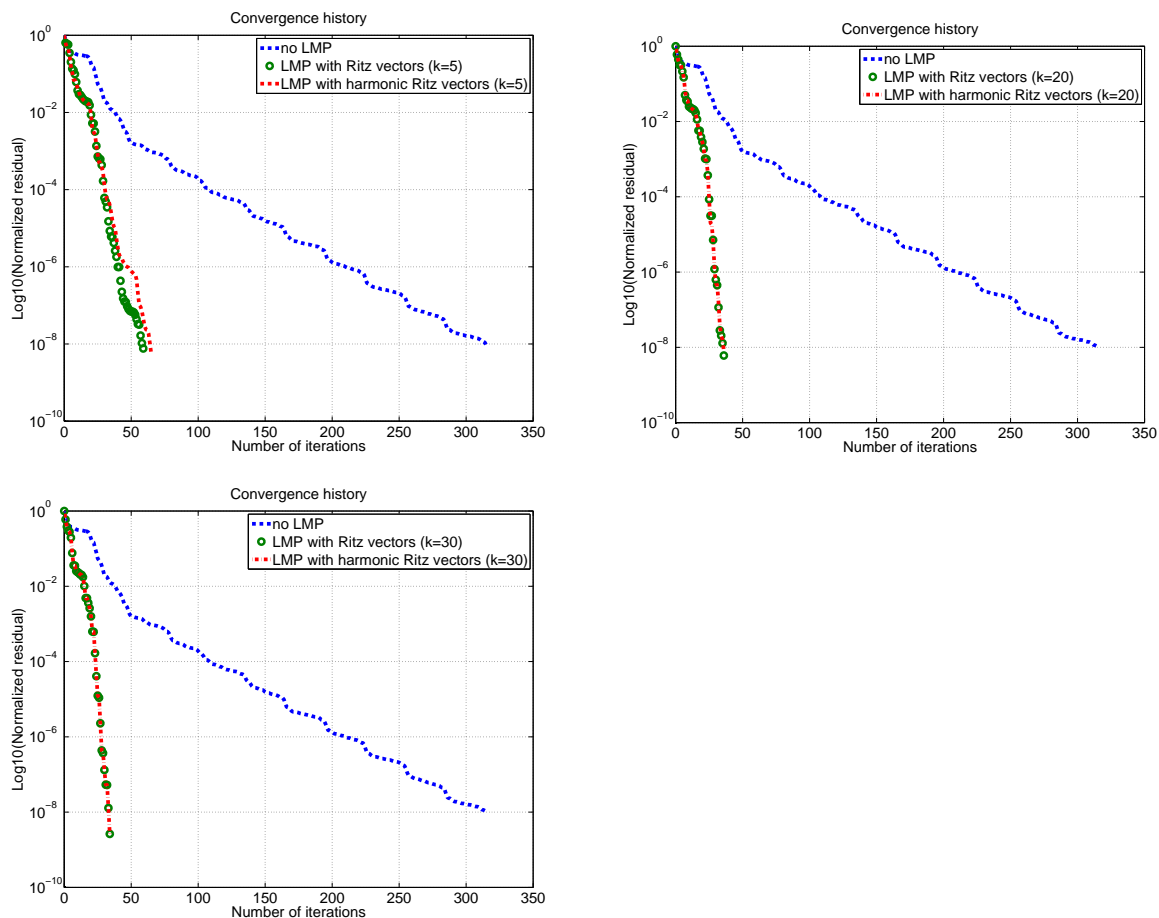 Convergence history
no LMP
LMP with Ritz vectors (k=5)
LMP with harmonic Ritz vectors (k=5)
Log10(Normalized residual)
10^0
10^−2
10^−4
10^−6
10^−8
10^−10
0 50 100 150 200 250 300 350
Number of iterations
Convergence history
no LMP
LMP with Ritz vectors (k=20)
LMP with harmonic Ritz vectors (k=20)
Log10(Normalized residual)
10^0
10^−2
10^−4
10^−6
10^−8
10^−10
0 50 100 150 200 250 300 350
Number of iterations
Convergence history
no LMP
LMP with Ritz vectors (k=30)
LMP with harmonic Ritz vectors (k=30)
Log10(Normalized residual)
10^0
10^−2
10^−4
10^−6
10^−8
10^−10
0 50 100 150 200 250 300 350
Number of iterations